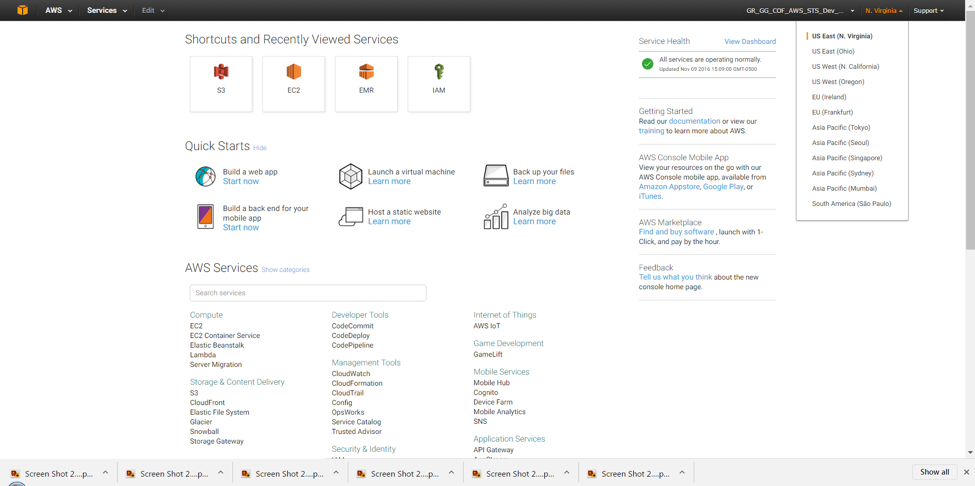 AWS Services Edit GR_GG_COF_AWS_STS_Dev_... N. Virginia Support
Shortcuts and Recently Viewed Services
S3 EC2 EMR IAM
Quick Starts Hide
Build a web app
Start now
Launch a virtual machine
Learn more
Back up your files
Learn more
Build a back end for your
mobile app
Start now
Host a static website
Learn more
Analyze big data
Learn more
AWS Services Show categories
Search services
Compute
EC2
EC2 Container Service
Elastic Beanstalk
Lambda
Server Migration
Storage & Content Delivery
S3
CloudFront
Elastic File System
Glacier
Snowball
Storage Gateway
Developer Tools
CodeCommit
CodeDeploy
CodePipeline
Management Tools
CloudWatch
CloudFormation
CloudTrail
Config
OpsWorks
Service Catalog
Trusted Advisor
Security & Identity
Internet of Things
AWS IoT
Game Development
GameLift
Mobile Services
Mobile Hub
Cognito
Device Farm
Mobile Analytics
SNS
Application Services
API Gateway
Service Health View Dashboard
All services are operating normally.
Updated Nov 09 2016 15:09:00 GMT-0500
Getting Started
Read our documentation or view our
training to learn more about AWS.
AWS Console Mobile App
View your resources on the go with our
AWS Console mobile app, available from
Amazon Appstore, Google Play, or
iTunes.
AWS Marketplace
Find and buy software , launch with 1-
Click, and pay by the hour.
Feedback
Tell us what you think about the new
console home page.
US East (N. Virginia)
US East (Ohio)
US West (N. California)
US West (Oregon)
EU (Ireland)
EU (Frankfurt)
Asia Pacific (Tokyo)
Asia Pacific (Seoul)
Asia Pacific (Singapore)
Asia Pacific (Sydney)
Asia Pacific (Mumbai)
South America (São Paulo)
Screen Shot 2....p... Screen Shot 2....p... Screen Shot 2....p... Screen Shot 2....p... Screen Shot 2....p... Screen Shot 2....p... Show all